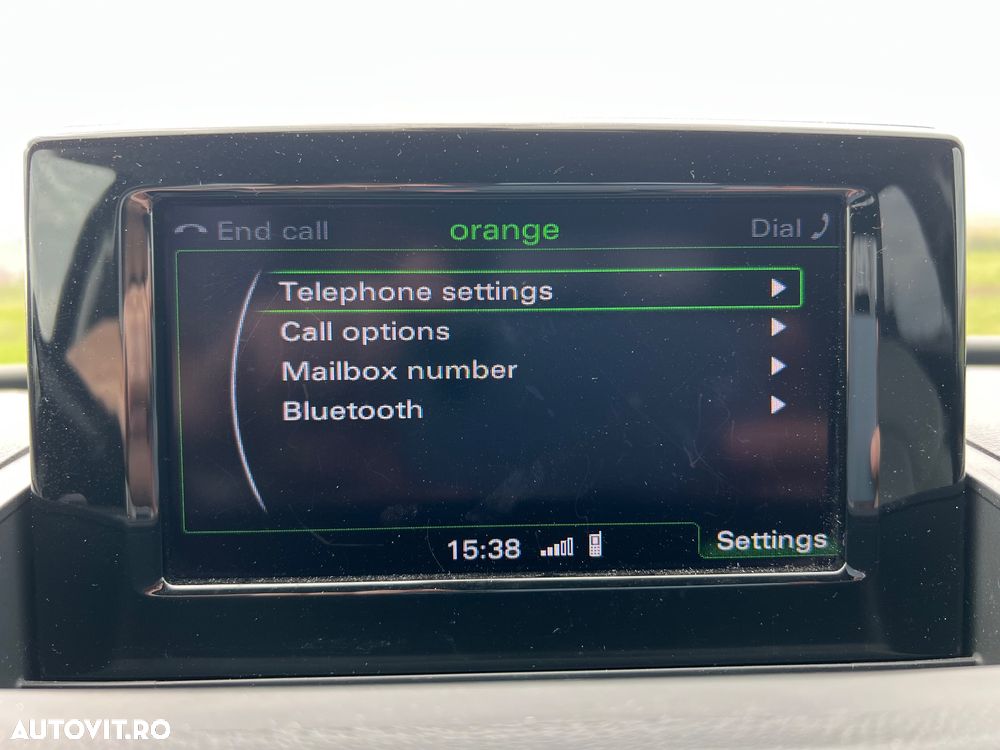 End call orange Dial
Telephone settings
Call options
Mailbox number
Bluetooth
15:38 Settings
AUTOVIT.RO